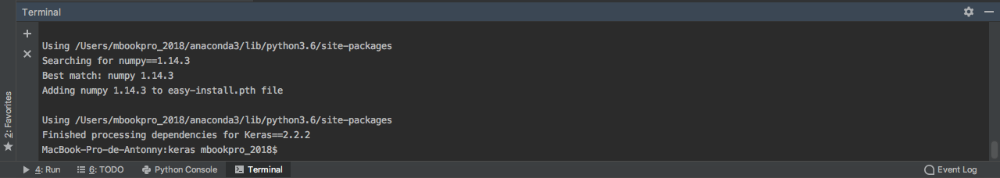 Terminal
Using /Users/mbookpro_2018/anaconda3/lib/python3.6/site-packages
Searching for numpy==1.14.3
Best match: numpy 1.14.3
Adding numpy 1.14.3 to easy-install.pth file
Using /Users/mbookpro_2018/anaconda3/lib/python3.6/site-packages
Finished processing dependencies for Keras==2.2.2
MacBook-Pro-de-Antonny:keras mbookpro_2018$
2: Favorites
4: Run 6: TODO Python Console Terminal Event Log